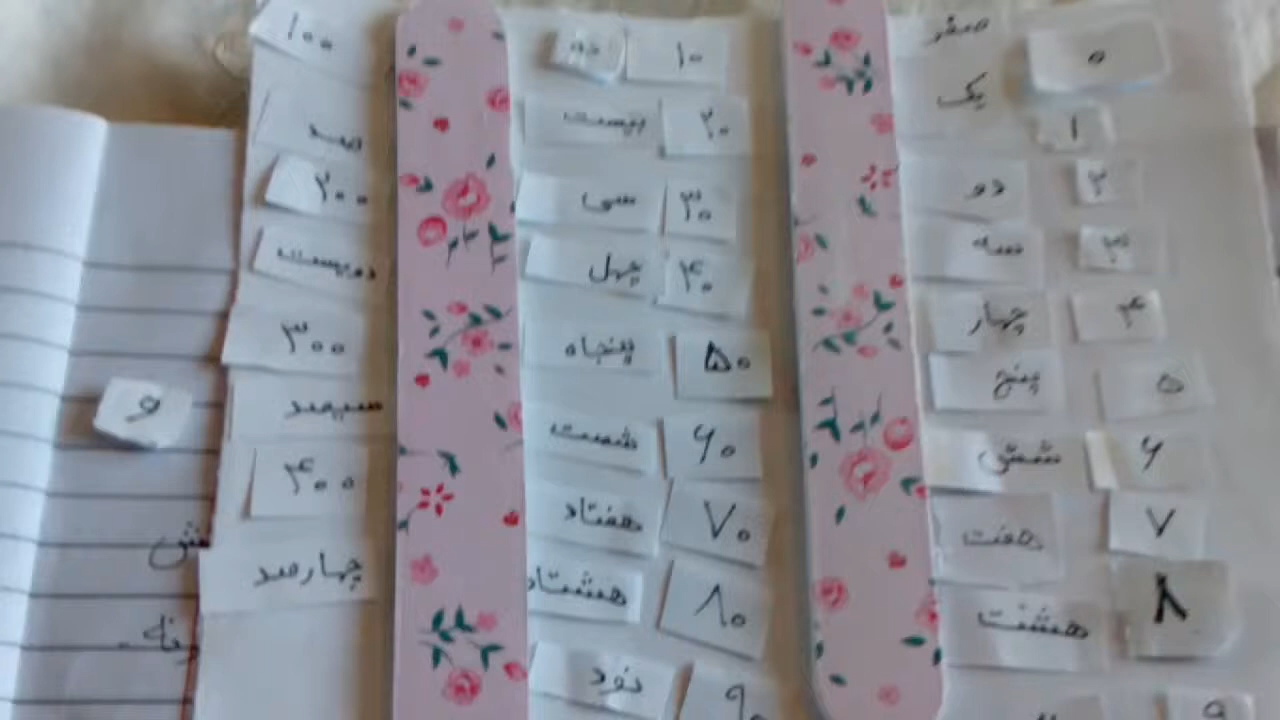 صفر ۰
یک ۱
دو ۲
سه ۳
چهار ۴
پنج ۵
شش ۶
هفت ۷
هشت ۸
۹
ده ۱۰
بیست ۲۰
سی ۳۰
چهل ۴۰
پنجاه ۵۰
شصت ۶۰
هفتاد ۷۰
هشتاد ۸۰
نود ۹۰
۱۰۰
صد
۲۰۰
دویست
۳۰۰
سیصد
۴۰۰
چهارصد
و